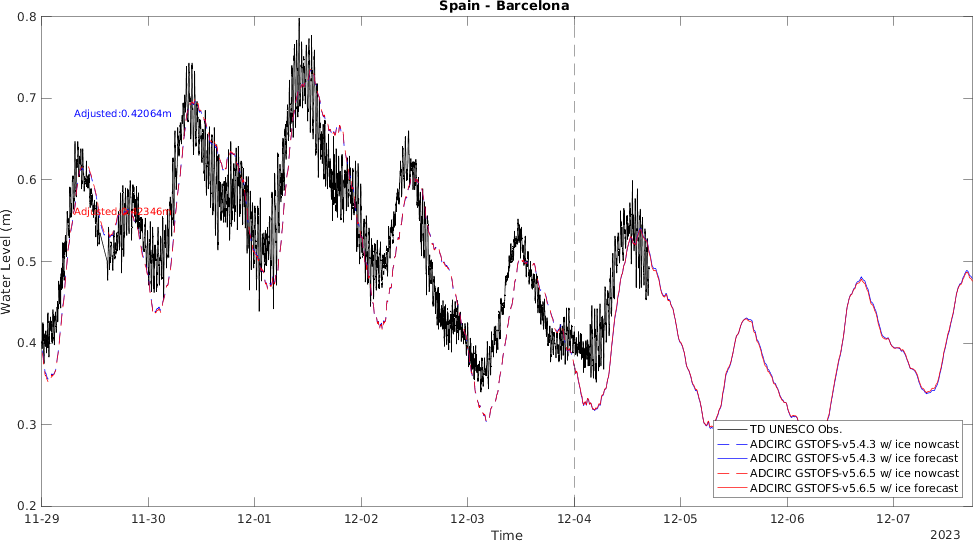 Spain - Barcelona
0.8
0.7
0.6
0.5
0.4
0.3
0.2
Water Level (m)
Adjusted:0.42064m
TD UNESCO Obs.
ADCIRC GSTOFS-v5.4.3 w/ ice nowcast
ADCIRC GSTOFS-v5.4.3 w/ ice forecast
ADCIRC GSTOFS-v5.6.5 w/ ice nowcast
ADCIRC GSTOFS-v5.6.5 w/ ice forecast
11-29 11-30 12-01 12-02 12-03 12-04 12-05 12-06 12-07
Time
2023